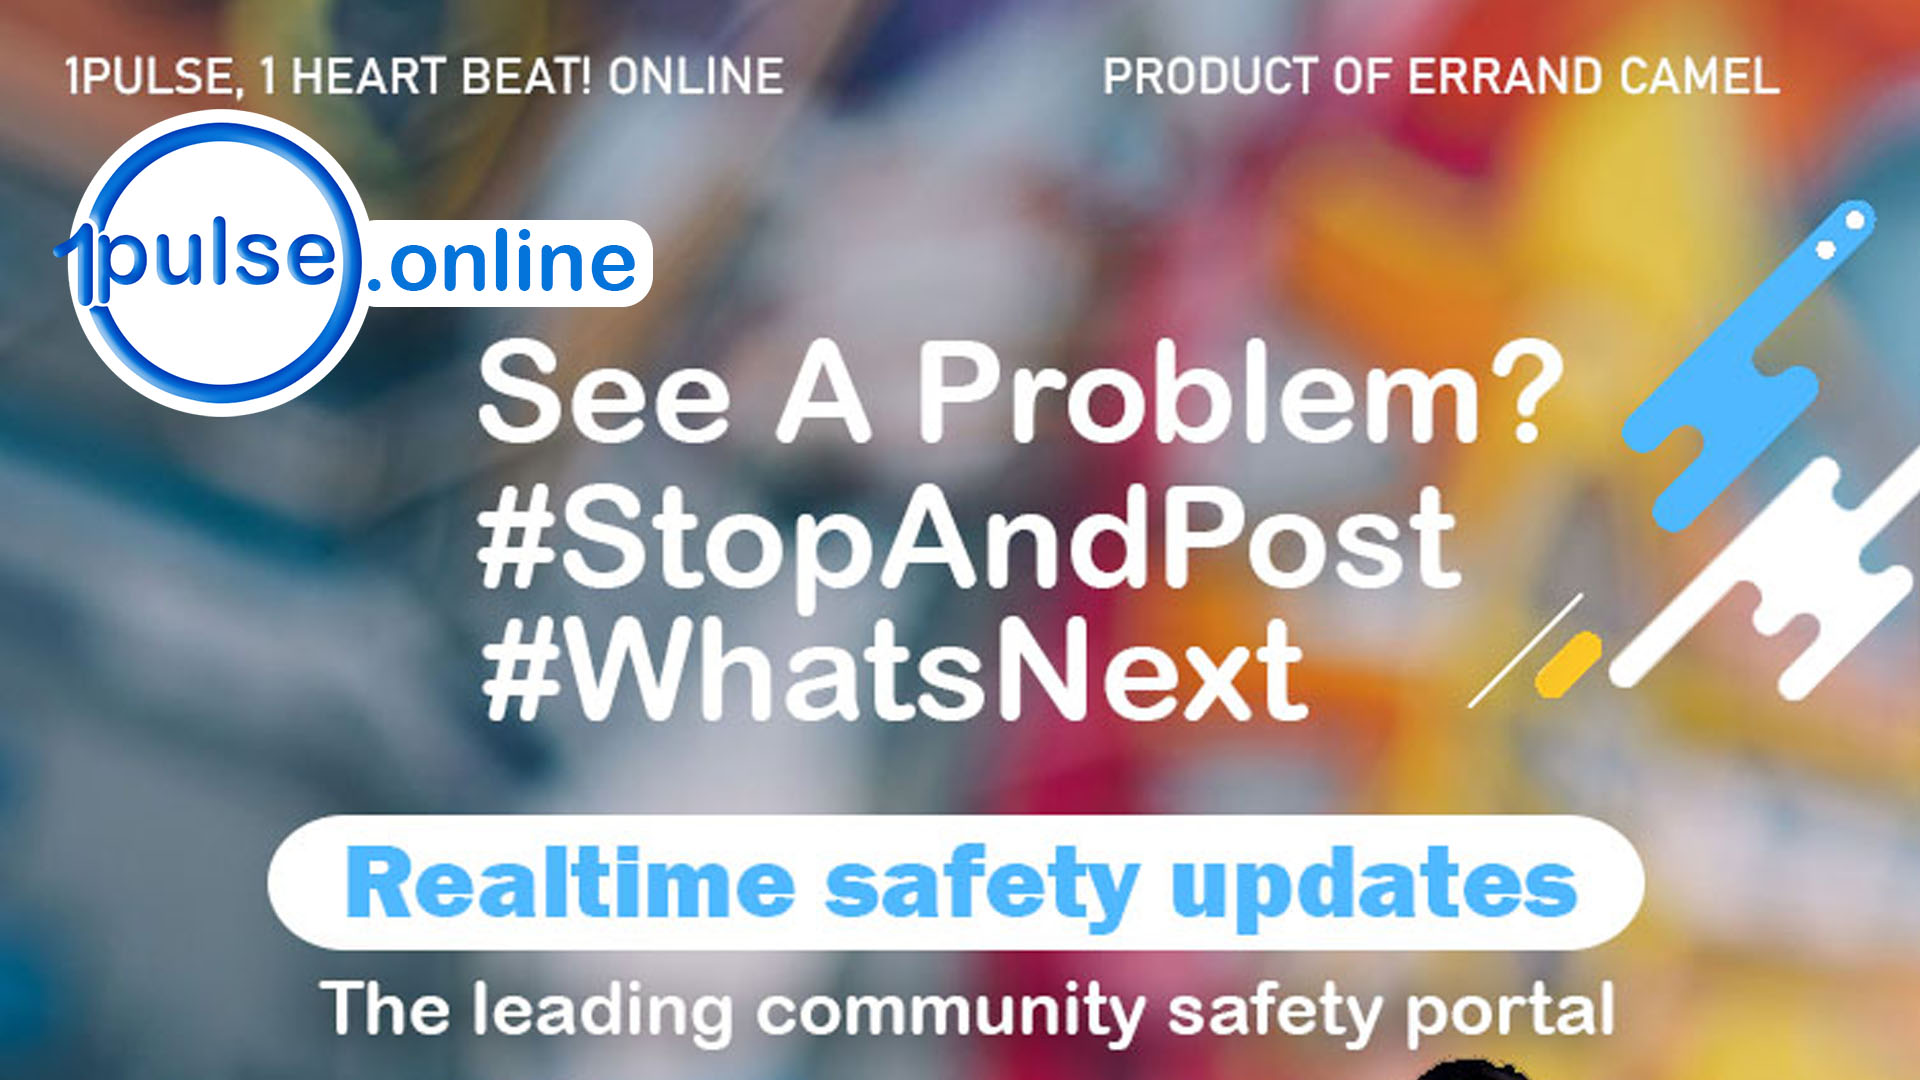 1PULSE, 1 HEART BEAT! ONLINE
PRODUCT OF ERRAND CAMEL
1pulse.online
See A Problem?
#StopAndPost
#WhatsNext
Realtime safety updates
The leading community safety portal